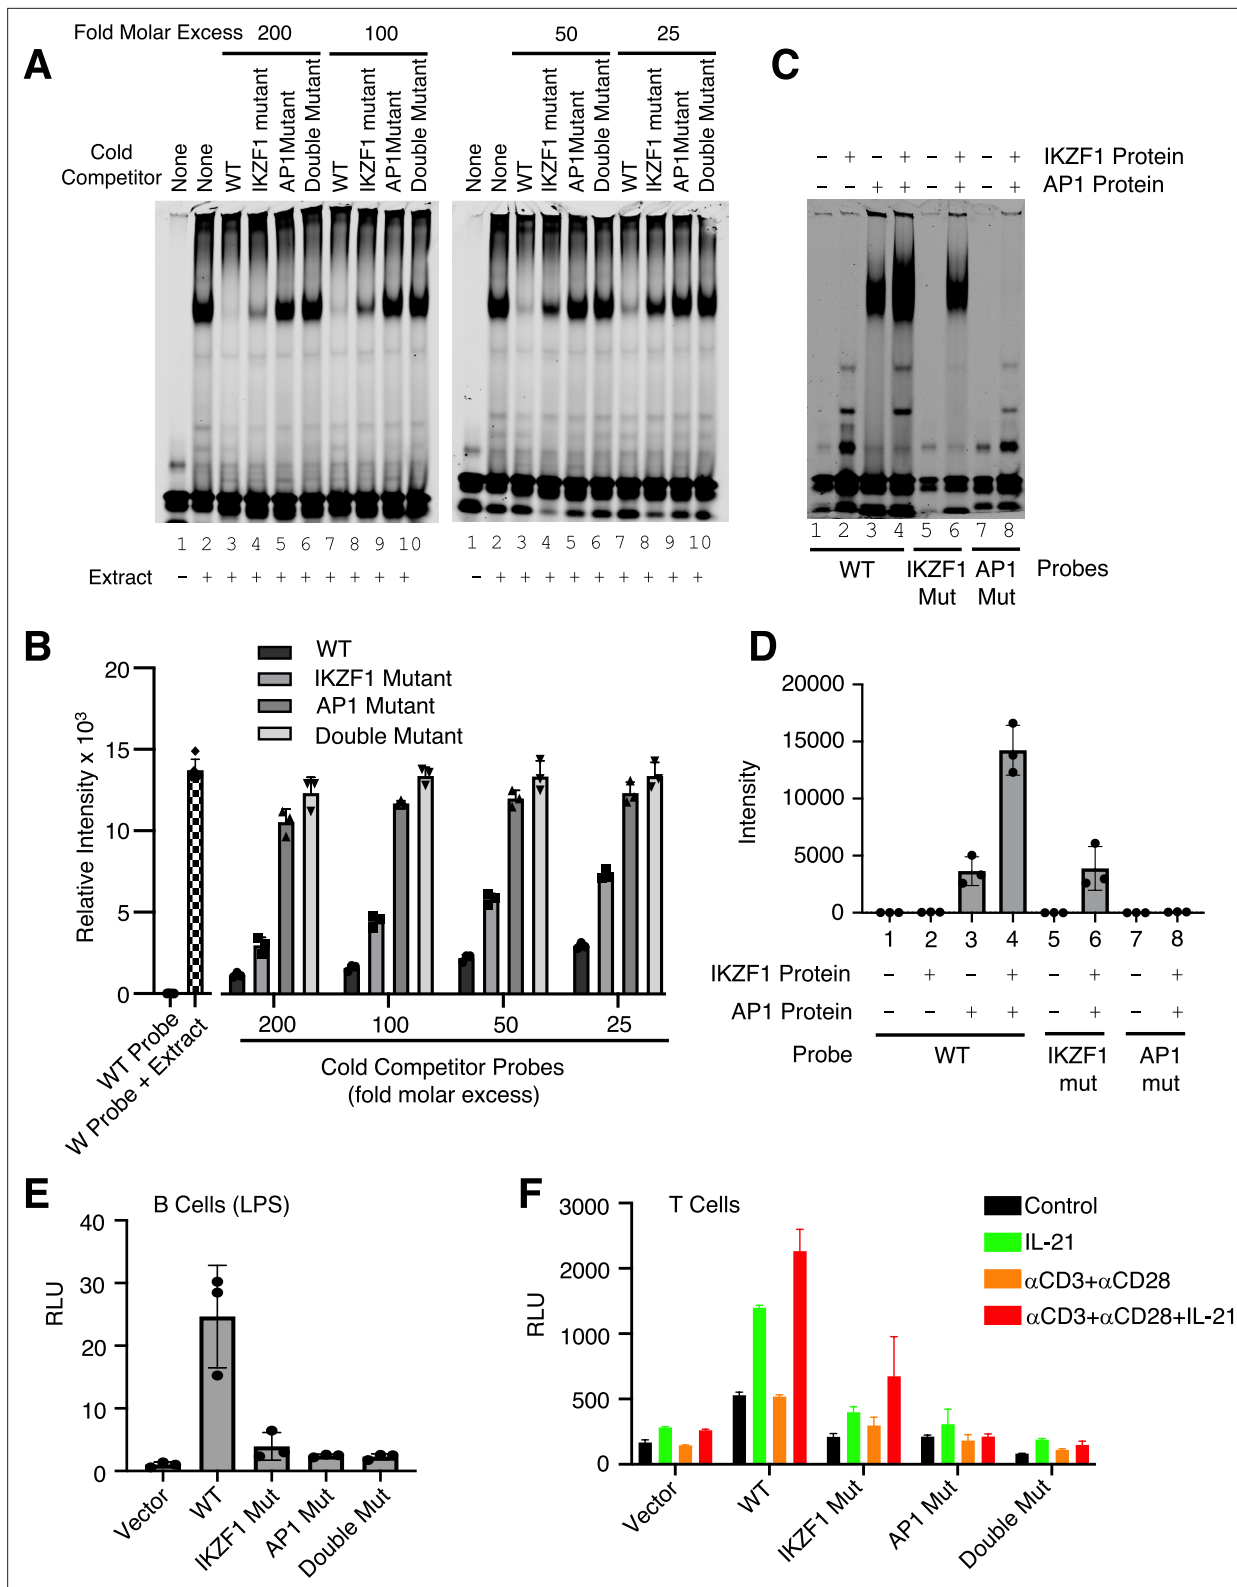 Fold Molar Excess 200 100 50 25
A
Cold Competitor
None None WT IKZF1 mutant AP1Mutant Double Mutant WT IKZF1 mutant AP1 Mutant Double Mutant
None None WT IKZF1 mutant AP1 Mutant Double Mutant WT IKZF1 mutant AP1 Mutant Double Mutant
1 2 3 4 5 6 7 8 9 10
1 2 3 4 5 6 7 8 9 10
Extract − + + + + + + + + − + + + + + + + +
C
− + − + − + − + IKZF1 Protein
− − + + − + − + AP1 Protein
1 2 3 4 5 6 7 8
WT IKZF1 Mut AP1 Mut Probes
B
WT
IKZF1 Mutant
AP1 Mutant
Double Mutant
Relative Intensity x 10³
20
15
10
5
0
WT Probe
W Probe + Extract
200 100 50 25
Cold Competitor Probes
(fold molar excess)
D
Intensity
20000
15000
10000
5000
0
1 2 3 4 5 6 7 8
IKZF1 Protein − + − + − + − +
AP1 Protein − − + + − + − +
Probe WT IKZF1 mut AP1 mut
E
B Cells (LPS)
RLU
40
30
20
10
0
Vector
WT
IKZF1 Mut
AP1 Mut
Double Mut
F
T Cells
RLU
3000
2000
1000
500
0
Control
IL-21
αCD3+αCD28
αCD3+αCD28+IL-21
Vector
WT
IKZF1 Mut
AP1 Mut
Double Mut